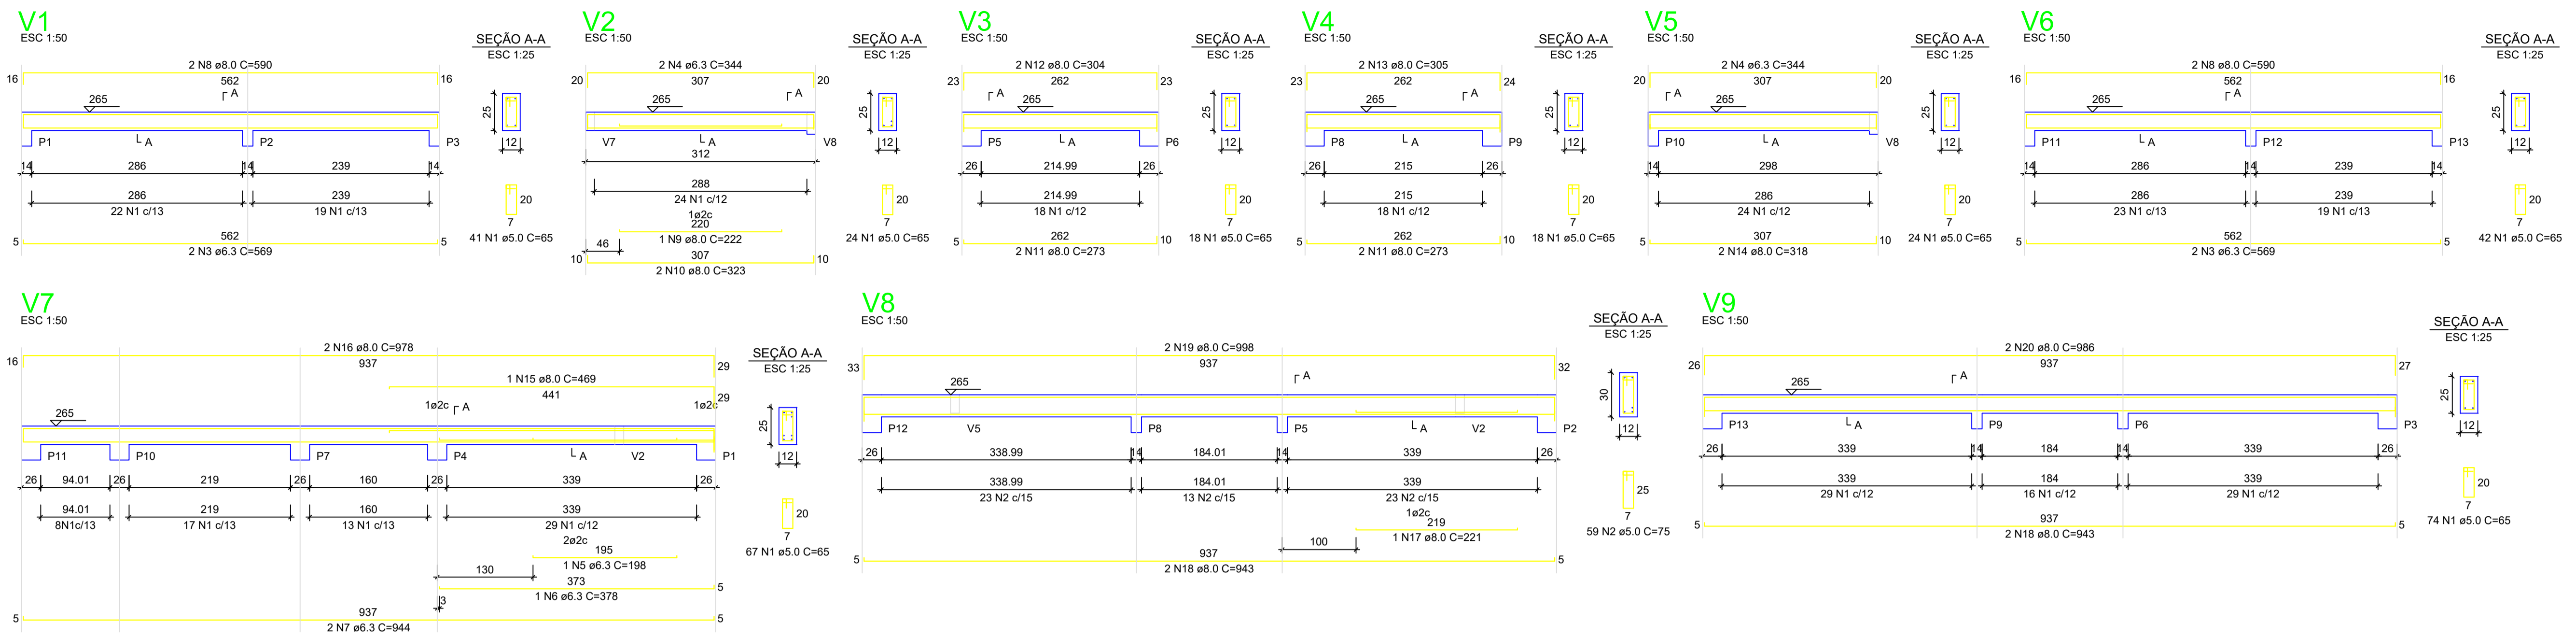 V1
ESC 1:50
SEÇÃO A-A
ESC 1:25
2 N8 ø8.0 C=590
16
562
16
A
265
25
P1
A
P2
P3
12
14
286
14
239
14
286
239
22 N1 c/13
19 N1 c/13
20
7
41 N1 ø5.0 C=65
5
562
5
2 N3 ø6.3 C=569
V2
ESC 1:50
SEÇÃO A-A
ESC 1:25
2 N4 ø6.3 C=344
20
307
20
A
265
25
V7
A
V8
12
312
288
24 N1 c/12
20
7
24 N1 ø5.0 C=65
1ø2c
220
46
1 N9 ø8.0 C=222
10
307
10
2 N10 ø8.0 C=323
V3
ESC 1:50
SEÇÃO A-A
ESC 1:25
2 N12 ø8.0 C=304
23
262
23
A
265
25
P5
A
P6
12
26
214.99
26
214.99
18 N1 c/12
20
7
18 N1 ø5.0 C=65
5
262
10
2 N11 ø8.0 C=273
V4
ESC 1:50
SEÇÃO A-A
ESC 1:25
2 N13 ø8.0 C=305
23
262
24
A
265
25
P8
A
P9
12
26
215
26
215
18 N1 c/12
20
7
18 N1 ø5.0 C=65
5
262
10
2 N11 ø8.0 C=273
V5
ESC 1:50
SEÇÃO A-A
ESC 1:25
2 N4 ø6.3 C=344
20
307
20
A
265
25
P10
A
V8
12
14
298
286
24 N1 c/12
20
7
24 N1 ø5.0 C=65
5
307
10
2 N14 ø8.0 C=318
V6
ESC 1:50
SEÇÃO A-A
ESC 1:25
2 N8 ø8.0 C=590
16
562
16
A
265
25
P11
A
P12
P13
12
14
286
14
239
14
286
239
23 N1 c/13
19 N1 c/13
20
7
42 N1 ø5.0 C=65
5
562
5
2 N3 ø6.3 C=569
V7
ESC 1:50
SEÇÃO A-A
ESC 1:25
2 N16 ø8.0 C=978
16
937
29
1 N15 ø8.0 C=469
441
29
1ø2c
A
1ø2c
265
25
P11
P10
P7
P4
A
V2
P1
12
26
94.01
26
219
26
160
26
339
26
94.01
219
160
339
8N1c/13
17 N1 c/13
13 N1 c/13
29 N1 c/12
20
7
67 N1 ø5.0 C=65
2ø2c
195
130
1 N5 ø6.3 C=198
373
5
3
1 N6 ø6.3 C=378
5
937
5
2 N7 ø6.3 C=944
V8
ESC 1:50
SEÇÃO A-A
ESC 1:25
2 N19 ø8.0 C=998
33
937
32
A
265
30
P12
V5
P8
P5
A
V2
P2
12
26
338.99
14
184.01
14
339
26
338.99
184.01
339
23 N2 c/15
13 N2 c/15
23 N2 c/15
25
7
59 N2 ø5.0 C=75
1ø2c
219
100
1 N17 ø8.0 C=221
5
937
5
2 N18 ø8.0 C=943
V9
ESC 1:50
SEÇÃO A-A
ESC 1:25
2 N20 ø8.0 C=986
26
937
27
A
265
25
P13
A
P9
P6
P3
12
26
339
14
184
14
339
26
339
184
339
29 N1 c/12
16 N1 c/12
29 N1 c/12
20
7
74 N1 ø5.0 C=65
5
937
5
2 N18 ø8.0 C=943